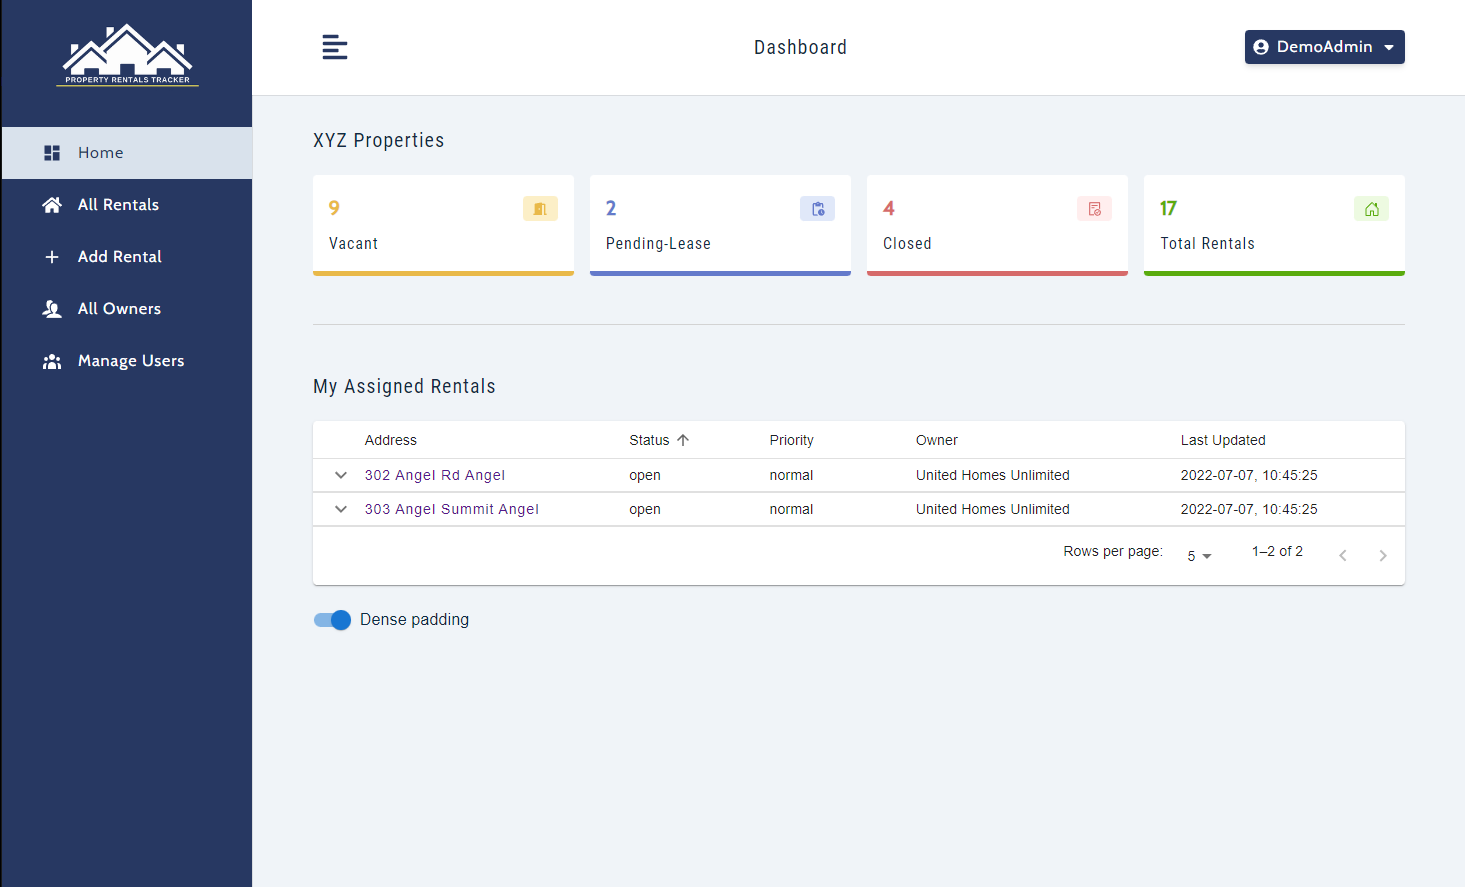 PROPERTY RENTALS TRACKER
Dashboard
DemoAdmin
Home
All Rentals
Add Rental
All Owners
Manage Users
XYZ Properties
9
Vacant
2
Pending-Lease
4
Closed
17
Total Rentals
My Assigned Rentals
Address Status Priority Owner Last Updated
302 Angel Rd Angel open normal United Homes Unlimited 2022-07-07, 10:45:25
303 Angel Summit Angel open normal United Homes Unlimited 2022-07-07, 10:45:25
Rows per page: 5 1–2 of 2
Dense padding